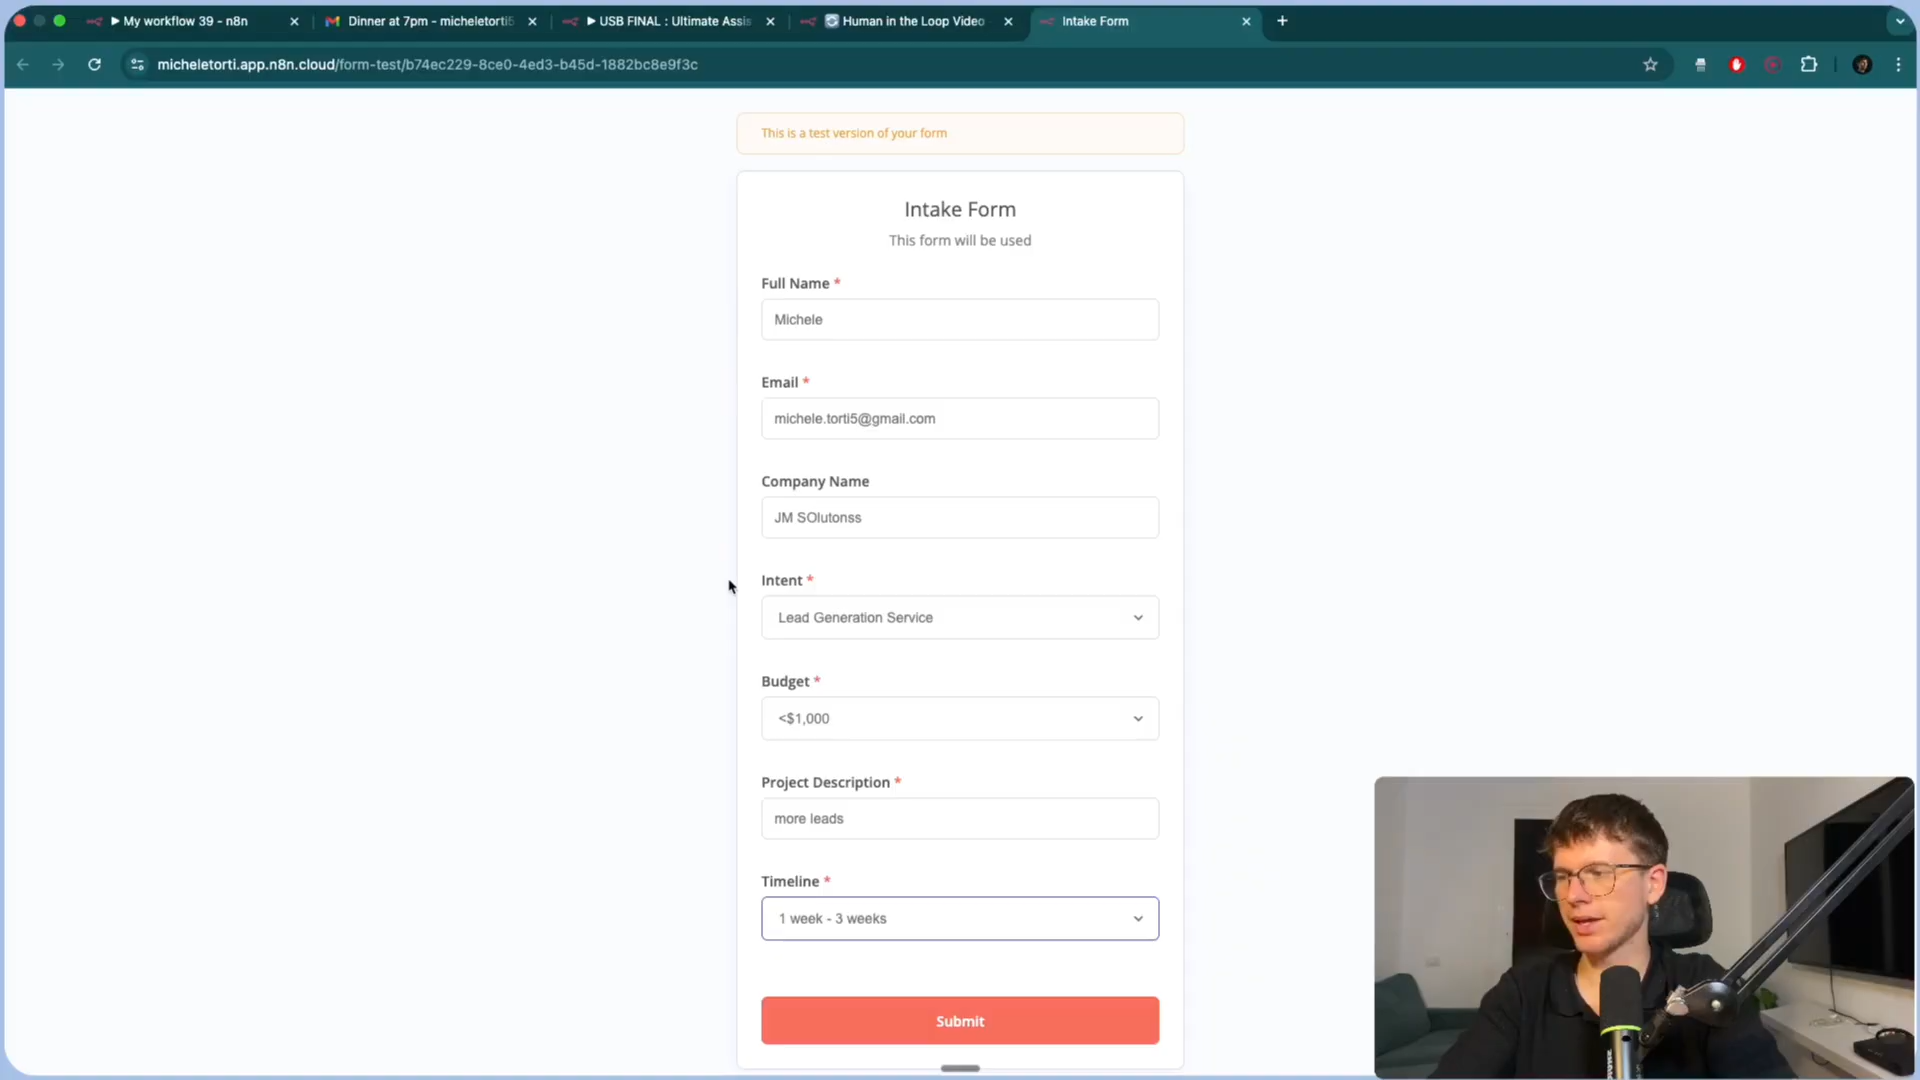 My workflow 39 - n8n
Dinner at 7pm - micheletorti5
USB FINAL : Ultimate Assis
Human in the Loop Video
Intake Form
micheletorti.app.n8n.cloud/form-test/b74ec229-8ce0-4ed3-b45d-1882bc8e9f3c
This is a test version of your form
Intake Form
This form will be used
Full Name *
Michele
Email *
michele.torti5@gmail.com
Company Name
JM SOlutonss
Intent *
Lead Generation Service
Budget *
<$1,000
Project Description *
more leads
Timeline *
1 week - 3 weeks
Submit